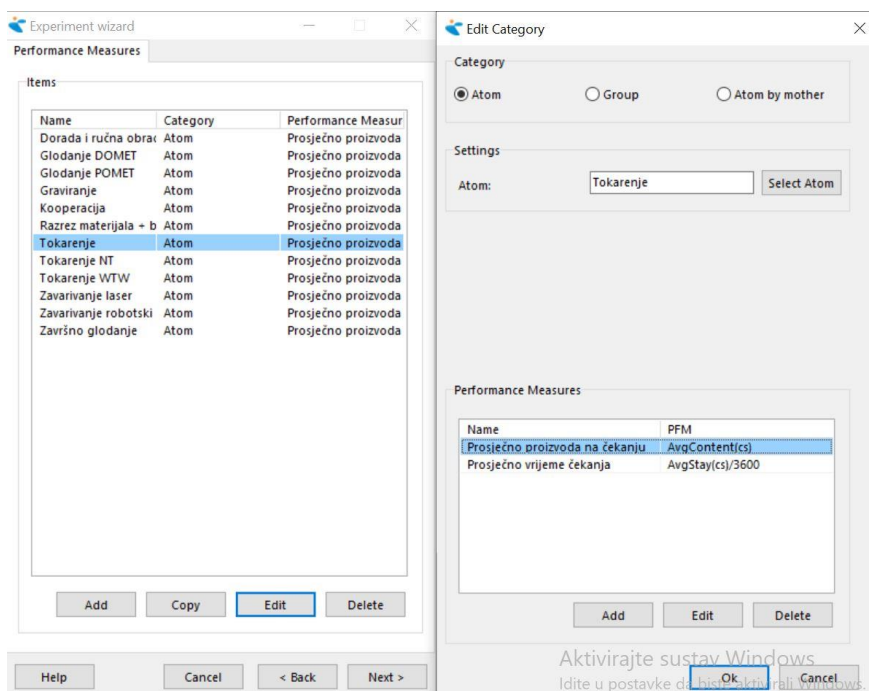 Experiment wizard
Performance Measures
Items
Name Category Performance Measur
Dorada i ručna obrac Atom Prosječno proizvoda
Glodanje DOMET Atom Prosječno proizvoda
Glodanje POMET Atom Prosječno proizvoda
Graviranje Atom Prosječno proizvoda
Kooperacija Atom Prosječno proizvoda
Razrez materijala + b Atom Prosječno proizvoda
Tokarenje Atom Prosječno proizvoda
Tokarenje NT Atom Prosječno proizvoda
Tokarenje WTW Atom Prosječno proizvoda
Zavarivanje laser Atom Prosječno proizvoda
Zavarivanje robotski Atom Prosječno proizvoda
Završno glodanje Atom Prosječno proizvoda
Add Copy Edit Delete
Help Cancel < Back Next >
Edit Category
Category
Atom Group Atom by mother
Settings
Atom: Tokarenje Select Atom
Performance Measures
Name PFM
Prosječno proizvoda na čekanju AvgContent(cs)
Prosječno vrijeme čekanja AvgStay(cs)/3600
Add Edit Delete
Aktivirajte sustav Windows
Idite u postavke da biste aktivirali Windows.
Ok Cancel